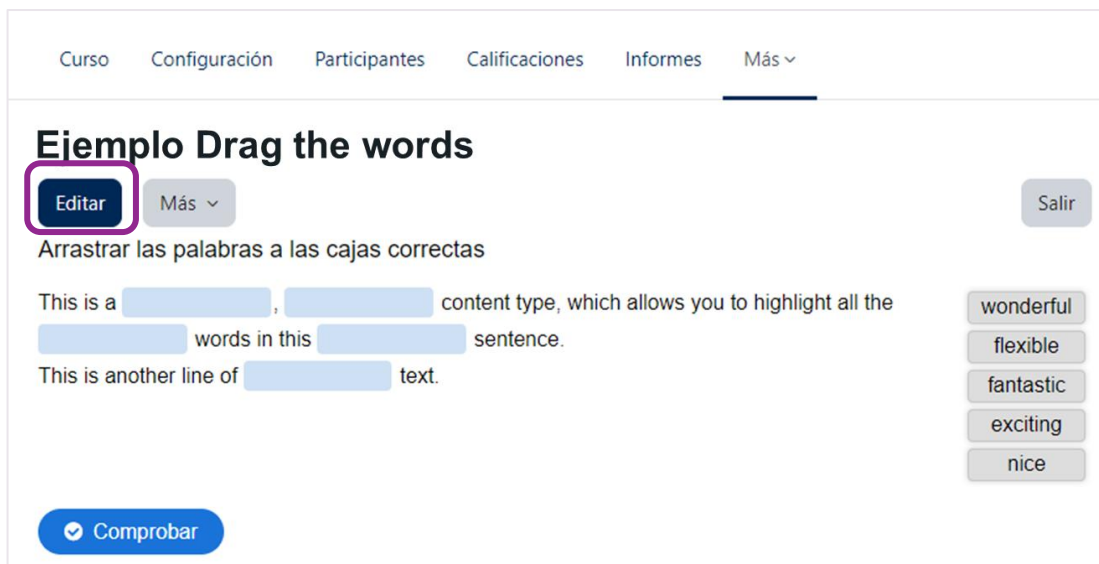 Curso Configuración Participantes Calificaciones Informes Más
Ejemplo Drag the words
Editar Más Salir
Arrastrar las palabras a las cajas correctas
This is a , content type, which allows you to highlight all the
words in this sentence.
This is another line of text.
wonderful
flexible
fantastic
exciting
nice
Comprobar